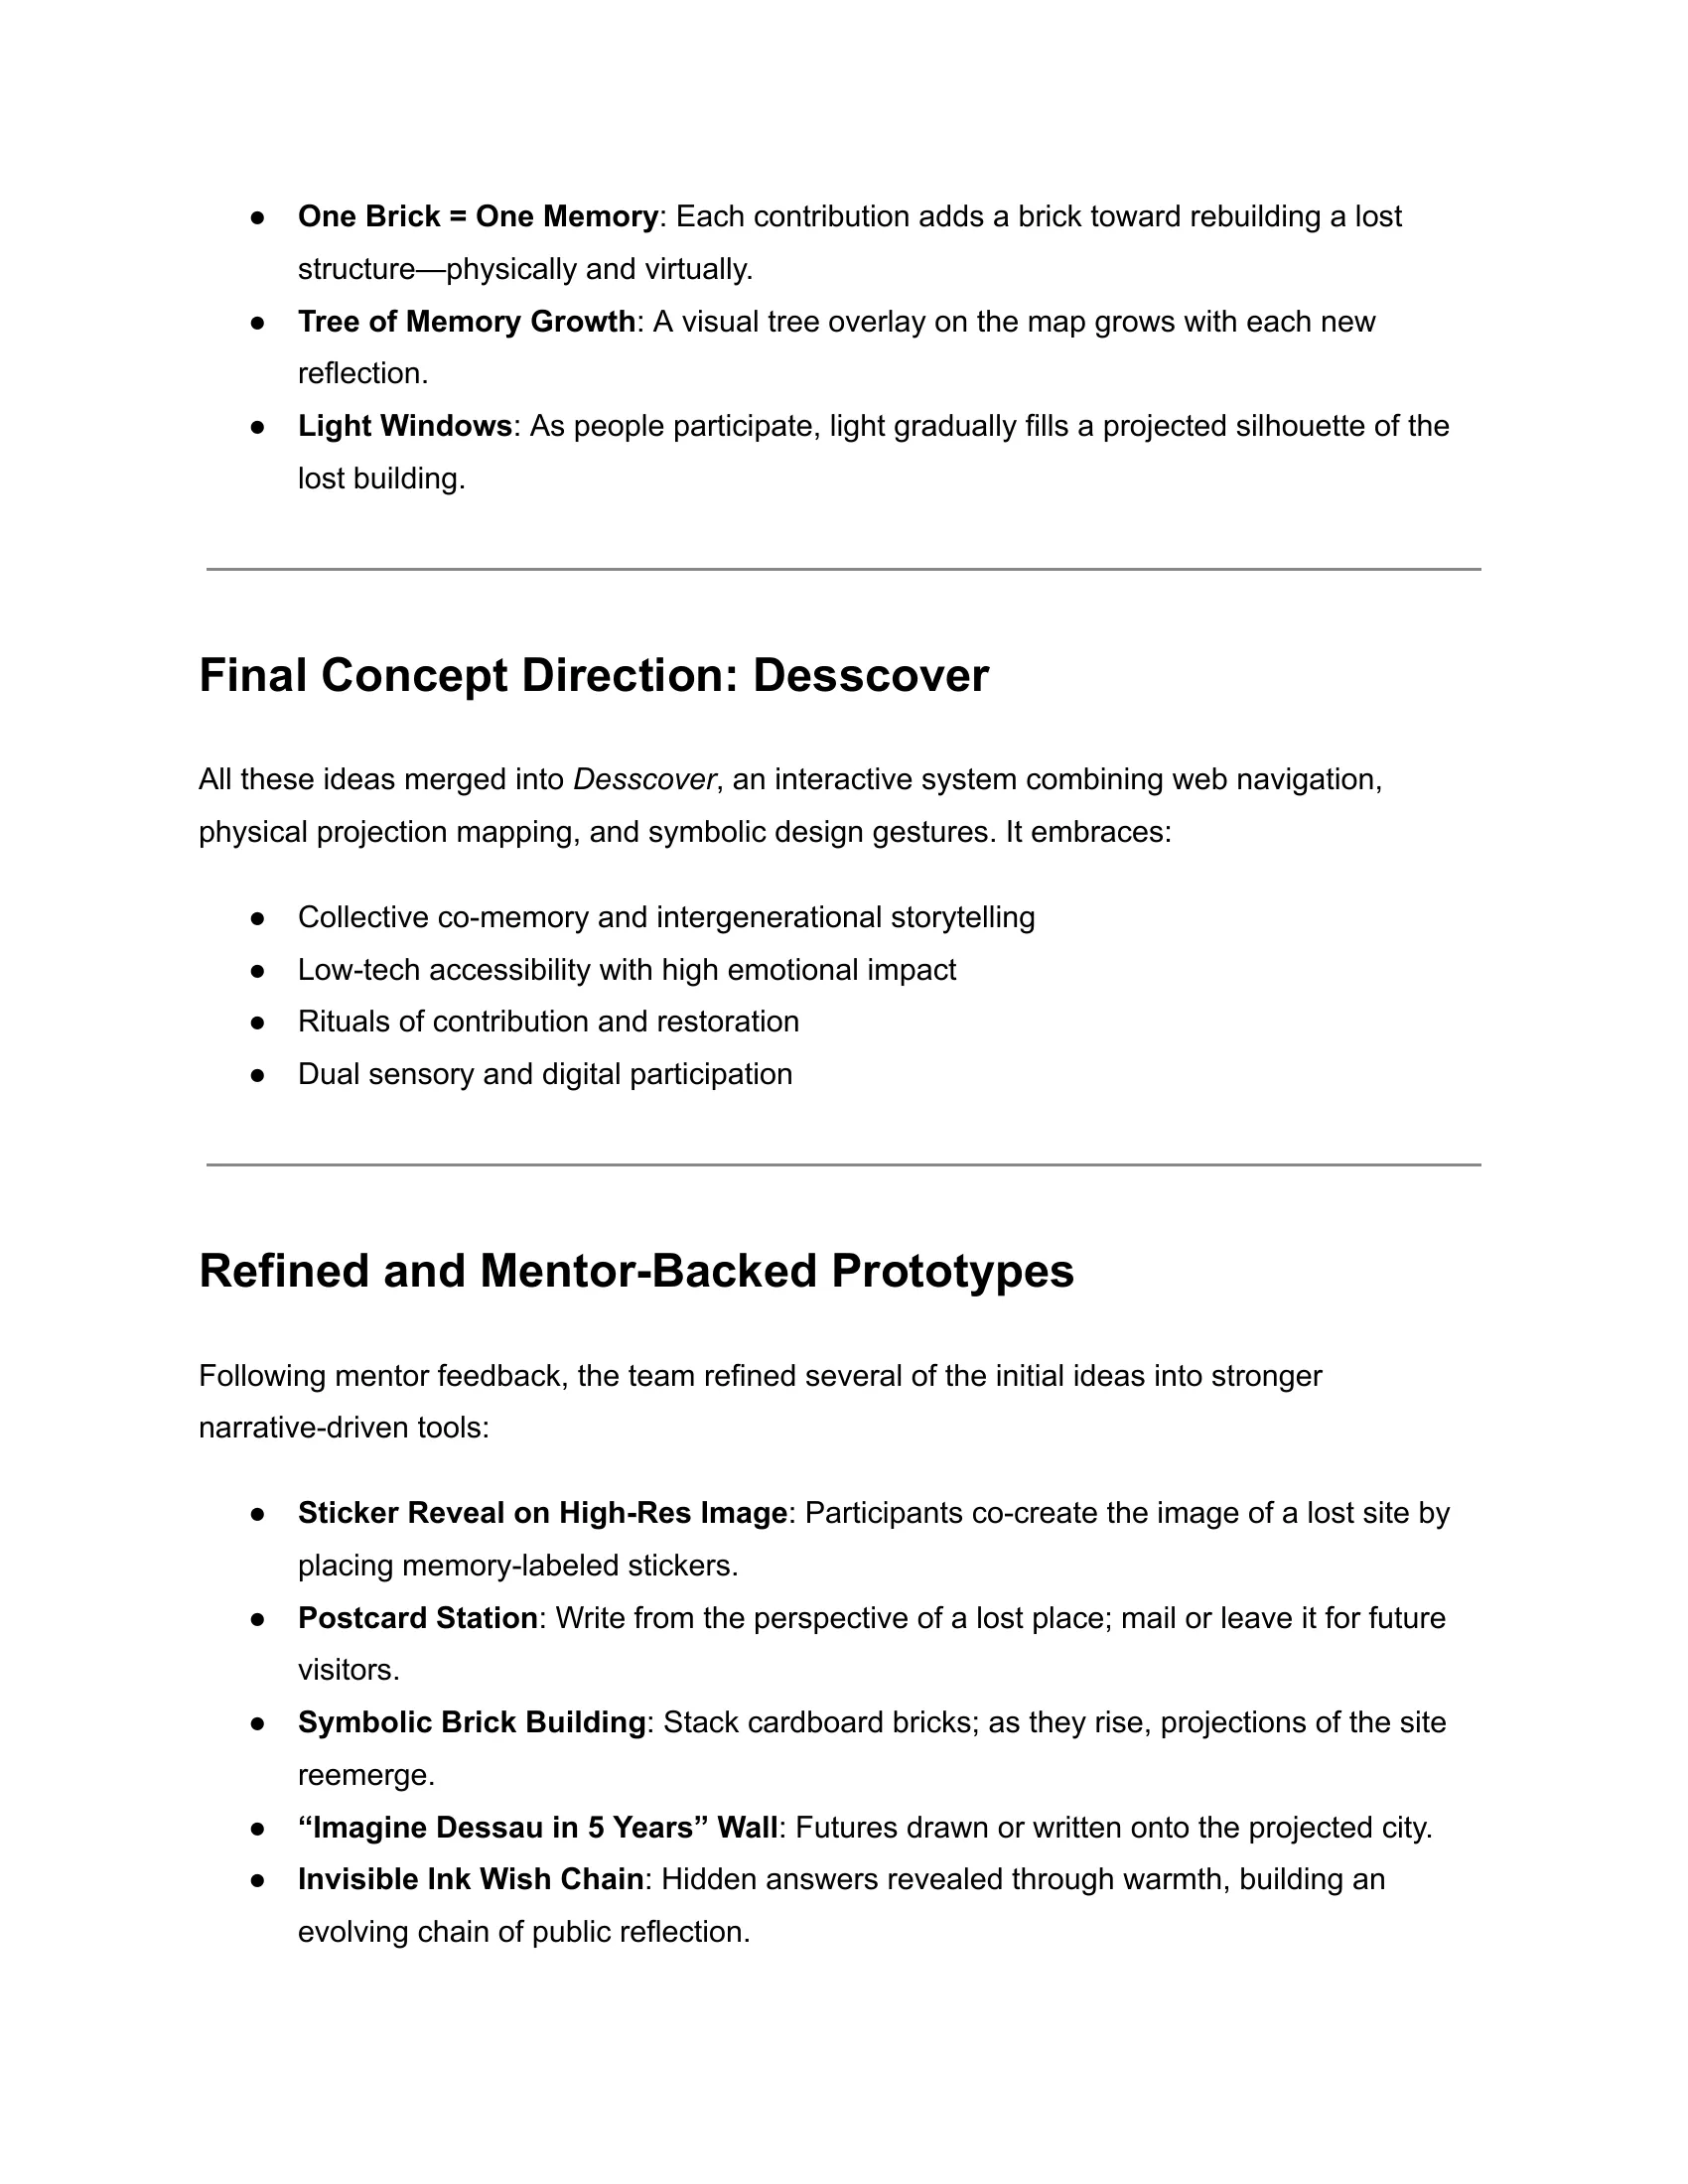 ● One Brick = One Memory: Each contribution adds a brick toward rebuilding a lost
structure—physically and virtually.
● Tree of Memory Growth: A visual tree overlay on the map grows with each new
reflection.
● Light Windows: As people participate, light gradually fills a projected silhouette of the
lost building.
Final Concept Direction: Desscover
All these ideas merged into Desscover, an interactive system combining web navigation,
physical projection mapping, and symbolic design gestures. It embraces:
● Collective co-memory and intergenerational storytelling
● Low-tech accessibility with high emotional impact
● Rituals of contribution and restoration
● Dual sensory and digital participation
Refined and Mentor-Backed Prototypes
Following mentor feedback, the team refined several of the initial ideas into stronger
narrative-driven tools:
● Sticker Reveal on High-Res Image: Participants co-create the image of a lost site by
placing memory-labeled stickers.
● Postcard Station: Write from the perspective of a lost place; mail or leave it for future
visitors.
● Symbolic Brick Building: Stack cardboard bricks; as they rise, projections of the site
reemerge.
● “Imagine Dessau in 5 Years” Wall: Futures drawn or written onto the projected city.
● Invisible Ink Wish Chain: Hidden answers revealed through warmth, building an
evolving chain of public reflection.